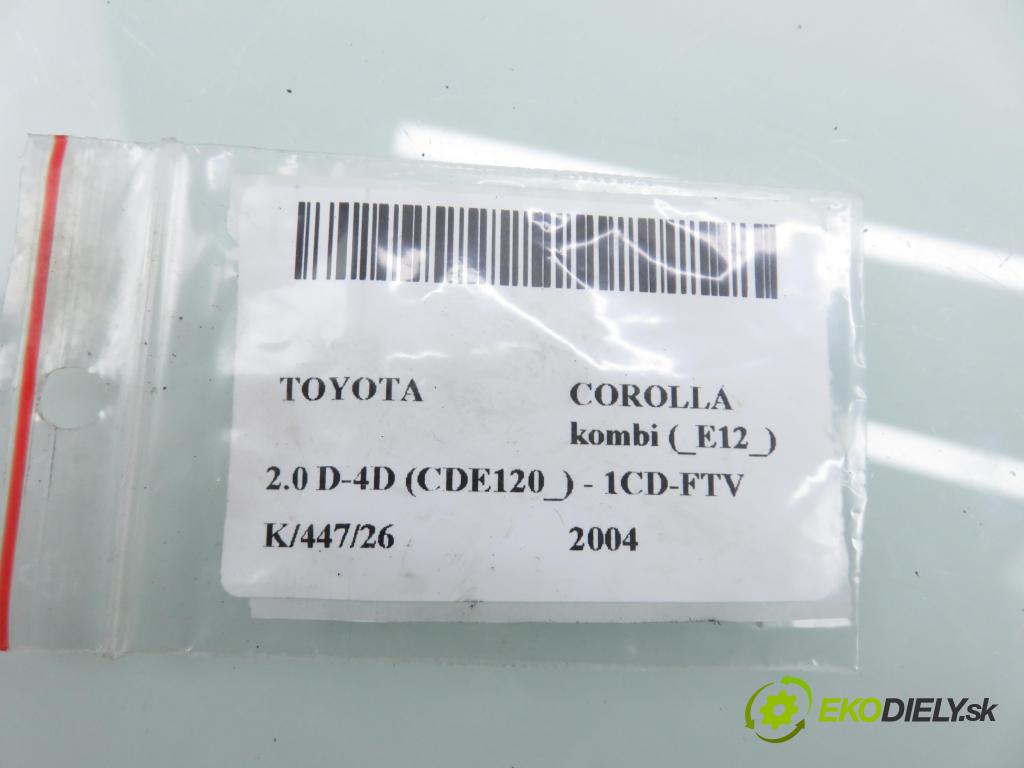 TOYOTA COROLLA
kombi (_E12_)
2.0 D-4D (CDE120_) - 1CD-FTV
K/447/26 2004
EKODIELY.sk